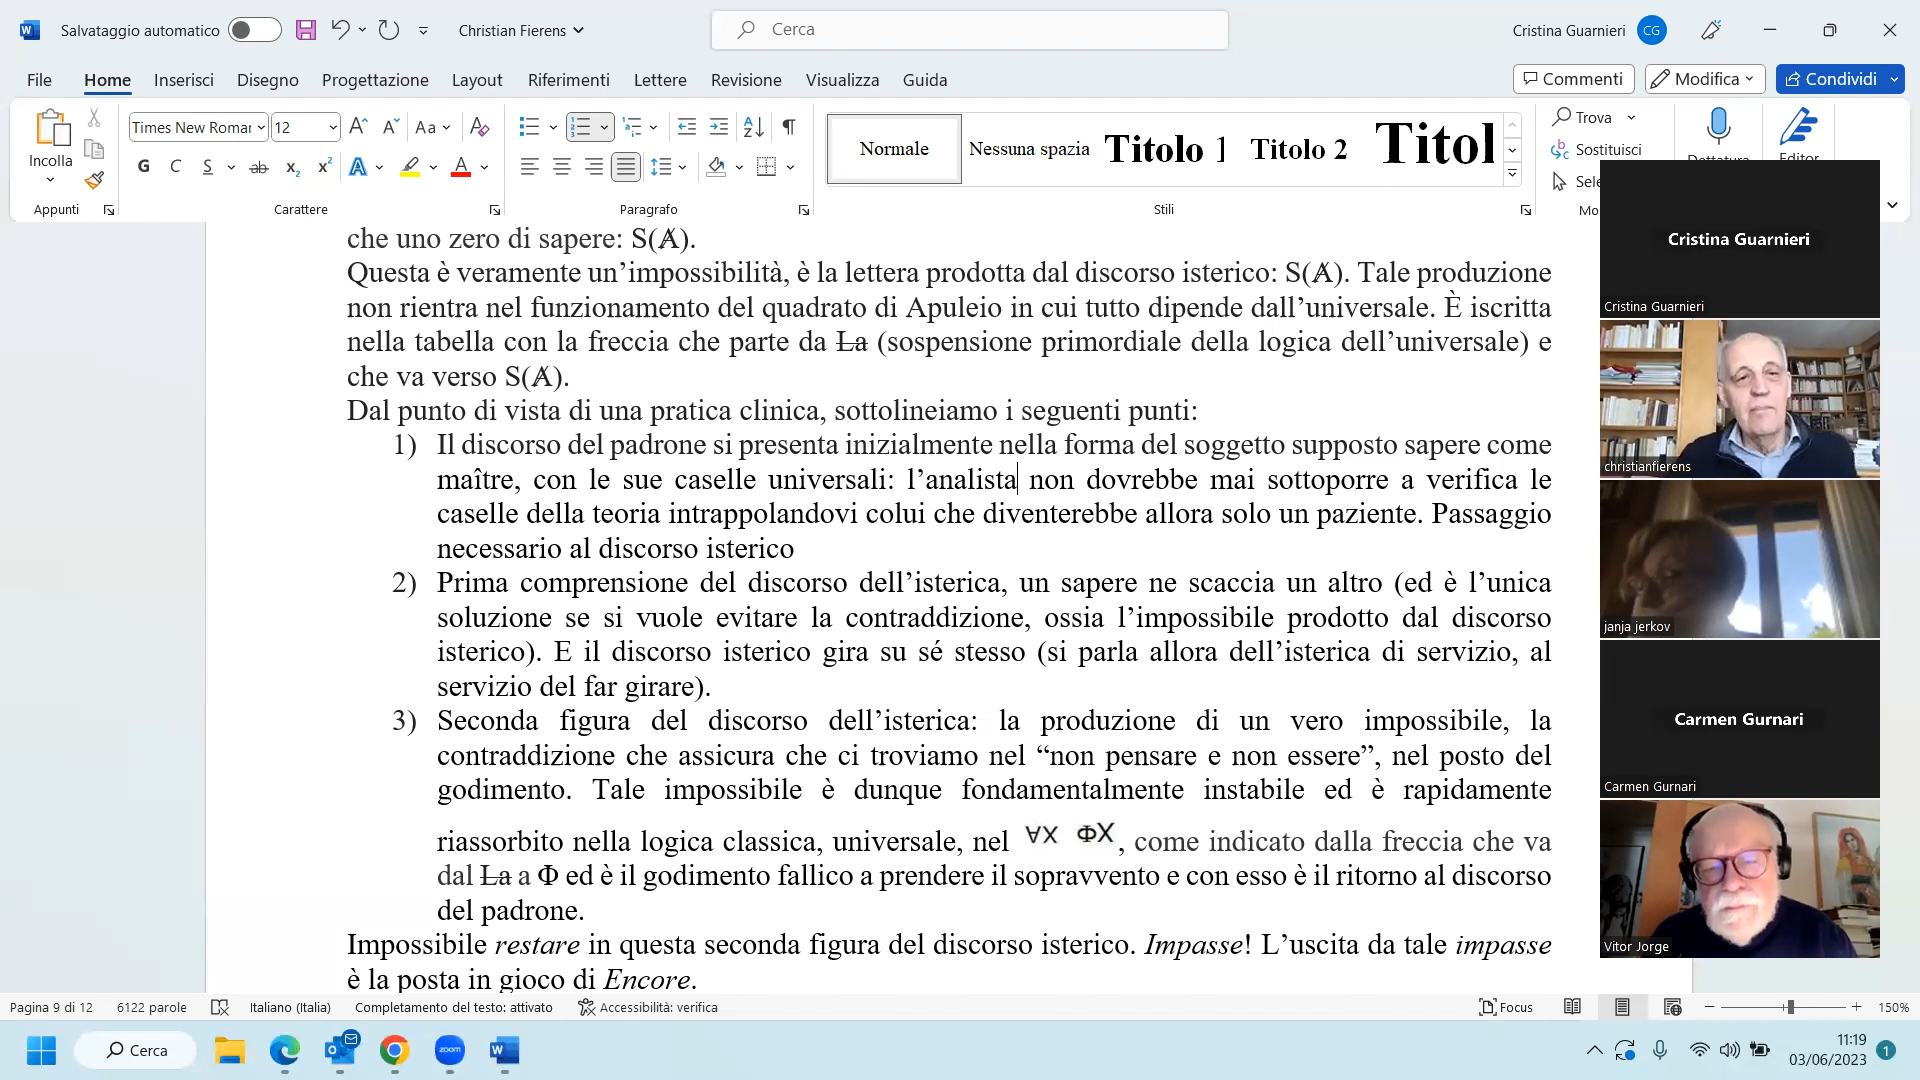 Salvataggio automatico
Christian Fierens
Cerca
Cristina Guarnieri
CG
File Home Inserisci Disegno Progettazione Layout Riferimenti Lettere Revisione Visualizza Guida
Commenti
Modifica
Condividi
Incolla
Times New Roman
12
Appunti
Carattere
Paragrafo
Normale
Nessuna spazia
Titolo 1
Titolo 2
Titol
Stili
Trova
Sostituisci
Sele
Mo
che uno zero di sapere: S(Ⱥ).
Questa è veramente un’impossibilità, è la lettera prodotta dal discorso isterico: S(Ⱥ). Tale produzione
non rientra nel funzionamento del quadrato di Apuleio in cui tutto dipende dall’universale. È iscritta
nella tabella con la freccia che parte da L̶a̶ (sospensione primordiale della logica dell’universale) e
che va verso S(Ⱥ).
Dal punto di vista di una pratica clinica, sottolineiamo i seguenti punti:
1) Il discorso del padrone si presenta inizialmente nella forma del soggetto supposto sapere come
maître, con le sue caselle universali: l’analista non dovrebbe mai sottoporre a verifica le
caselle della teoria intrappolandovi colui che diventerebbe allora solo un paziente. Passaggio
necessario al discorso isterico
2) Prima comprensione del discorso dell’isterica, un sapere ne scaccia un altro (ed è l’unica
soluzione se si vuole evitare la contraddizione, ossia l’impossibile prodotto dal discorso
isterico). E il discorso isterico gira su sé stesso (si parla allora dell’isterica di servizio, al
servizio del far girare).
3) Seconda figura del discorso dell’isterica: la produzione di un vero impossibile, la
contraddizione che assicura che ci troviamo nel “non pensare e non essere”, nel posto del
godimento. Tale impossibile è dunque fondamentalmente instabile ed è rapidamente
riassorbito nella logica classica, universale, nel ∀X ΦX, come indicato dalla freccia che va
dal L̶a̶ a Φ ed è il godimento fallico a prendere il sopravvento e con esso è il ritorno al discorso
del padrone.
Impossibile restare in questa seconda figura del discorso isterico. Impasse! L’uscita da tale impasse
è la posta in gioco di Encore.
Cristina Guarnieri
Cristina Guarnieri
christianfierens
janja jerkov
Carmen Gurnari
Carmen Gurnari
Vitor Jorge
Pagina 9 di 12
6122 parole
Italiano (Italia)
Completamento del testo: attivato
Accessibilità: verifica
Focus
150%
Cerca
zoom
11:19
03/06/2023
1